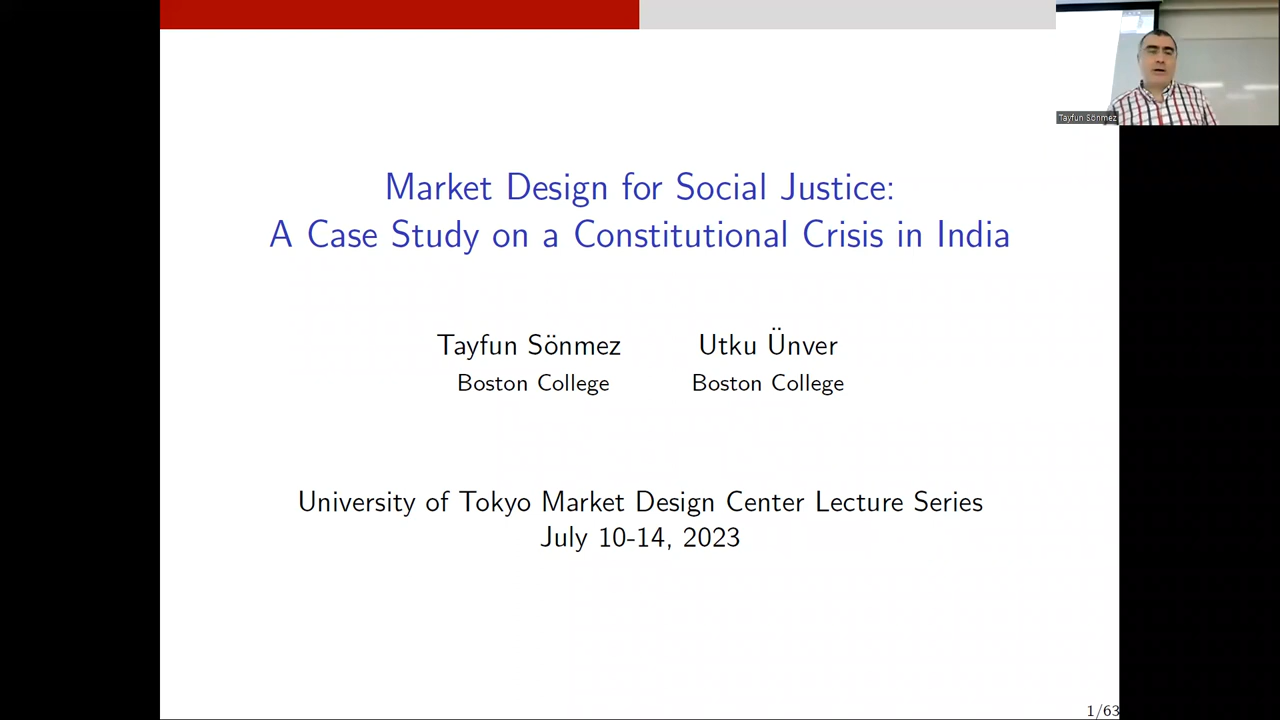 Tayfun Sönmez
Market Design for Social Justice:
A Case Study on a Constitutional Crisis in India
Tayfun Sönmez Utku Ünver
Boston College Boston College
University of Tokyo Market Design Center Lecture Series
July 10-14, 2023
1/63